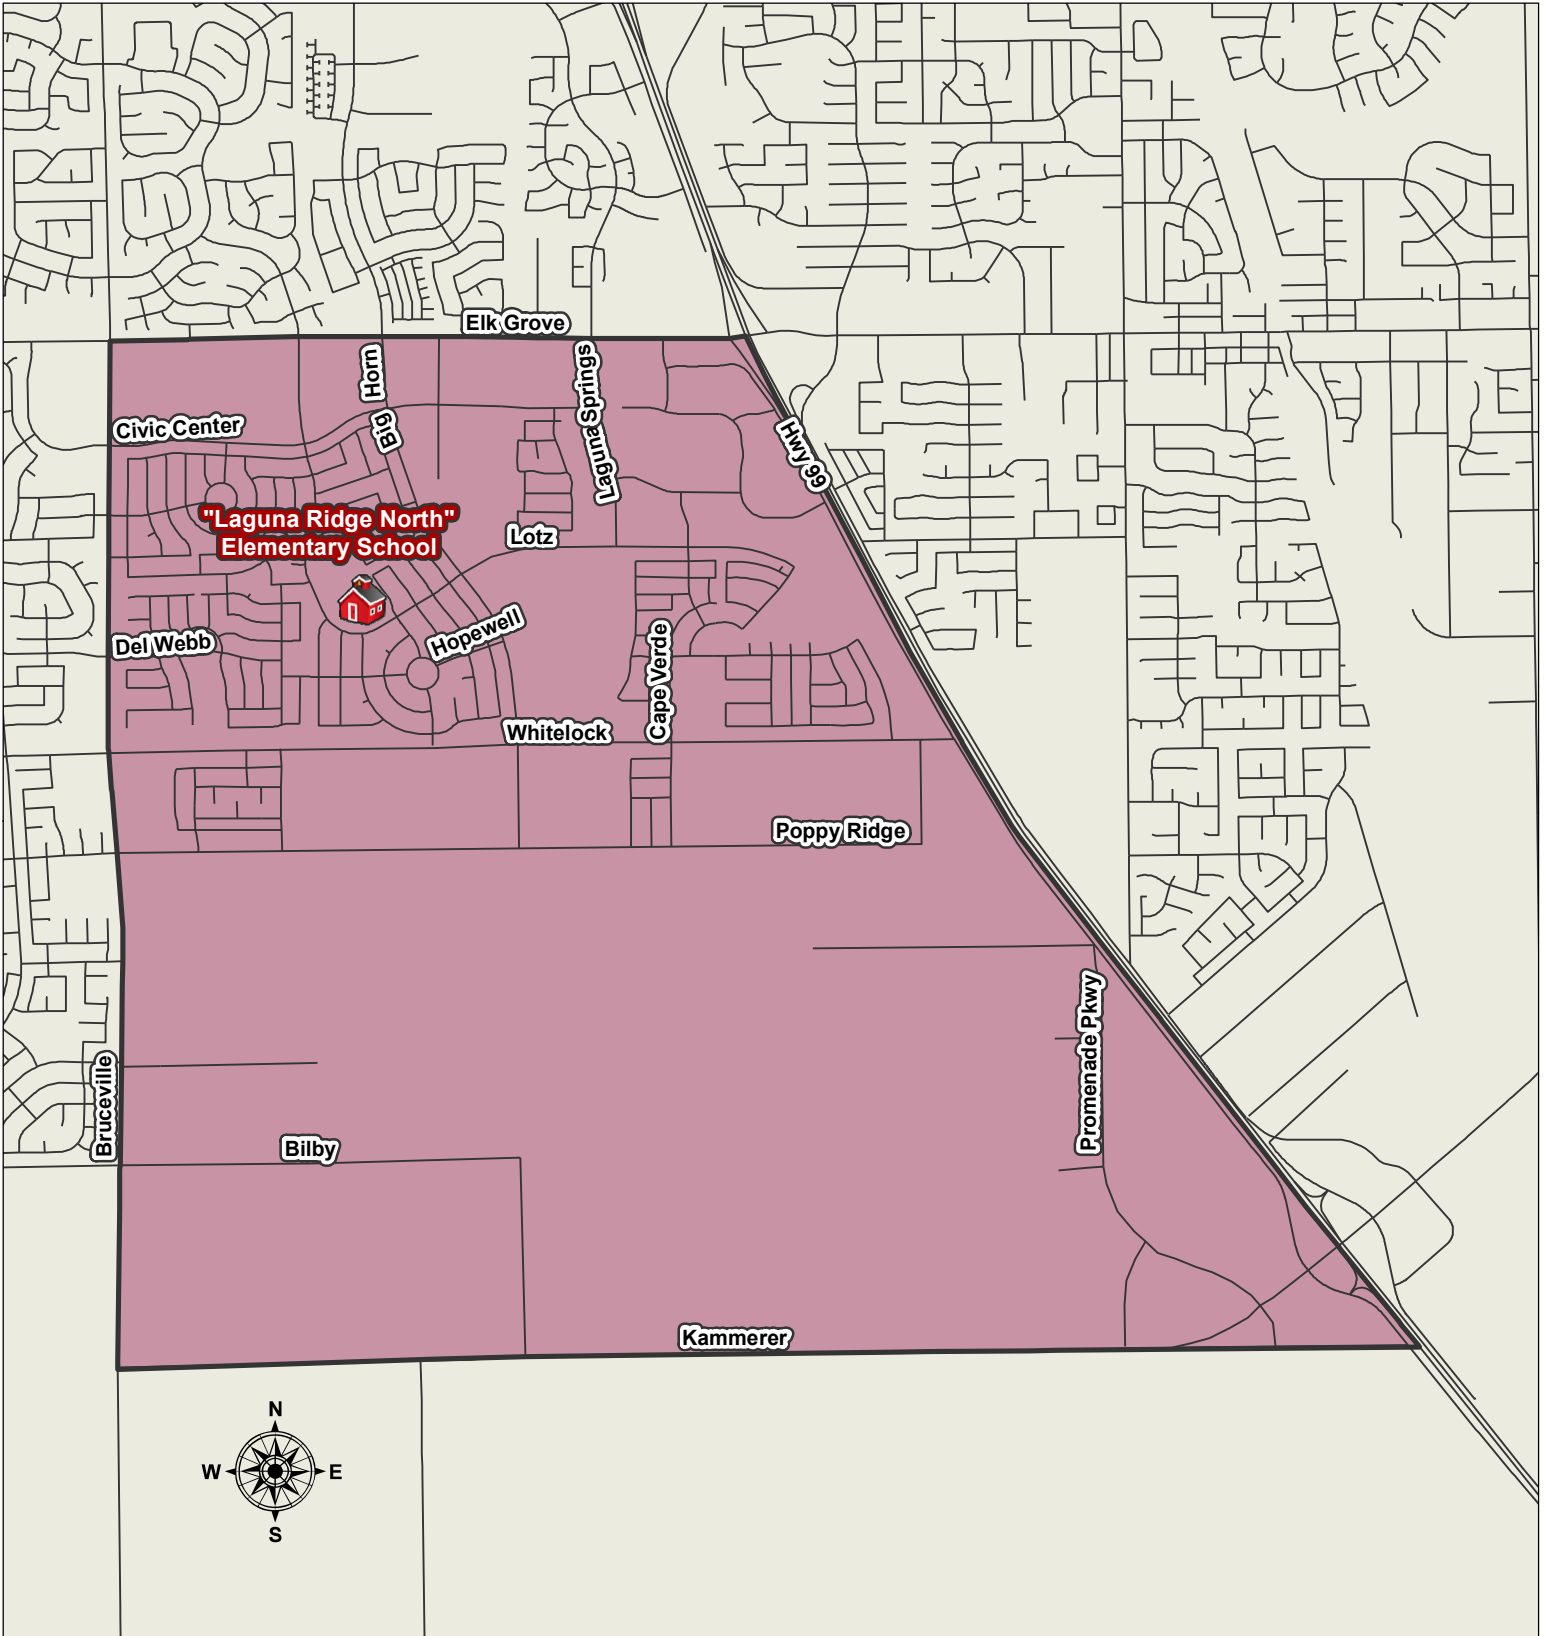 Elk Grove
Horn
Big
Laguna Springs
Civic Center
Hwy 99
"Laguna Ridge North"
Elementary School
Lotz
Hopewell
Del Webb
Cape Verde
Whitelock
Poppy Ridge
Promenade Pkwy
Bruceville
Bilby
Kammerer
N
W
E
S